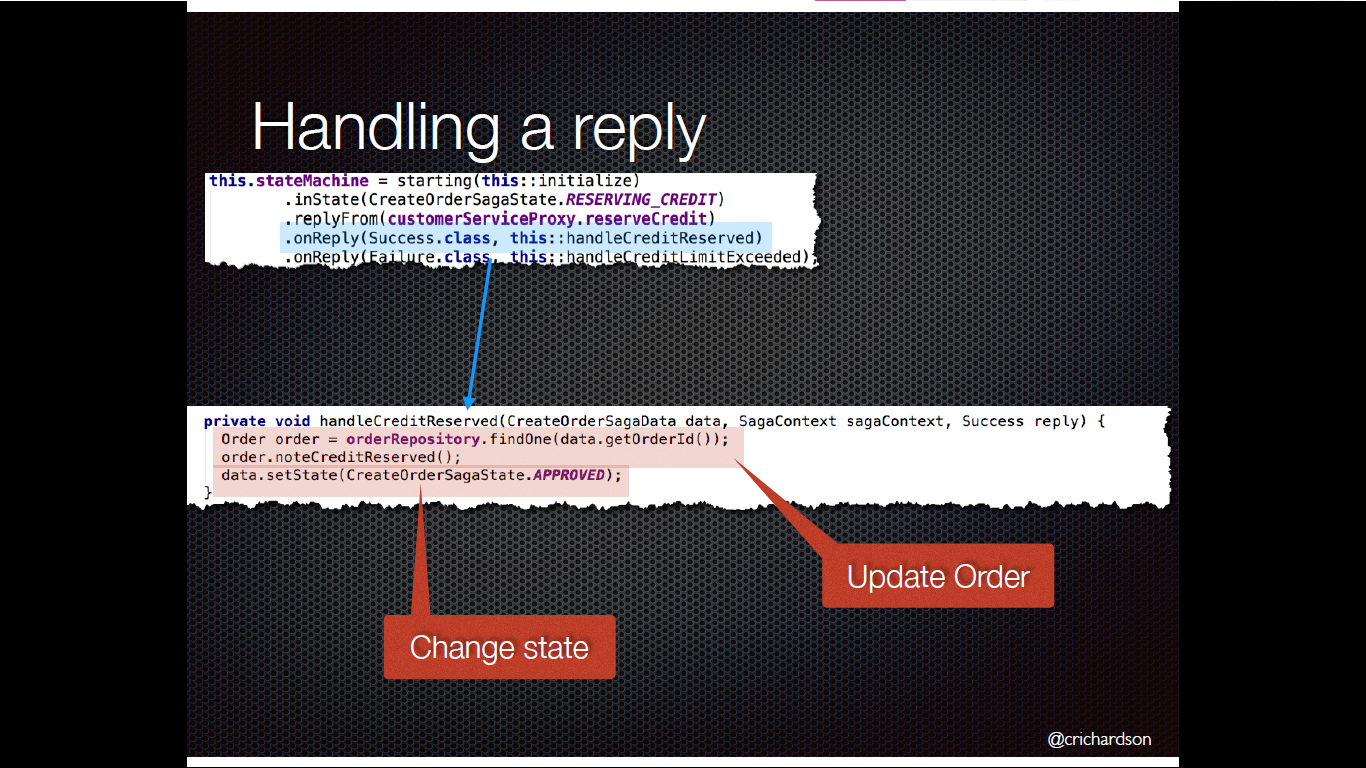 Handling a reply
this.stateMachine = starting(this::initialize)
.inState(CreateOrderSagaState.RESERVING_CREDIT)
.replyFrom(customerServiceProxy.reserveCredit)
.onReply(Success.class, this::handleCreditReserved)
.onReply(Failure.class, this::handleCreditLimitExceeded);
private void handleCreditReserved(CreateOrderSagaData data, SagaContext sagaContext, Success reply) {
Order order = orderRepository.findOne(data.getOrderId());
order.noteCreditReserved();
data.setState(CreateOrderSagaState.APPROVED);
}
Update Order
Change state
@crichardson